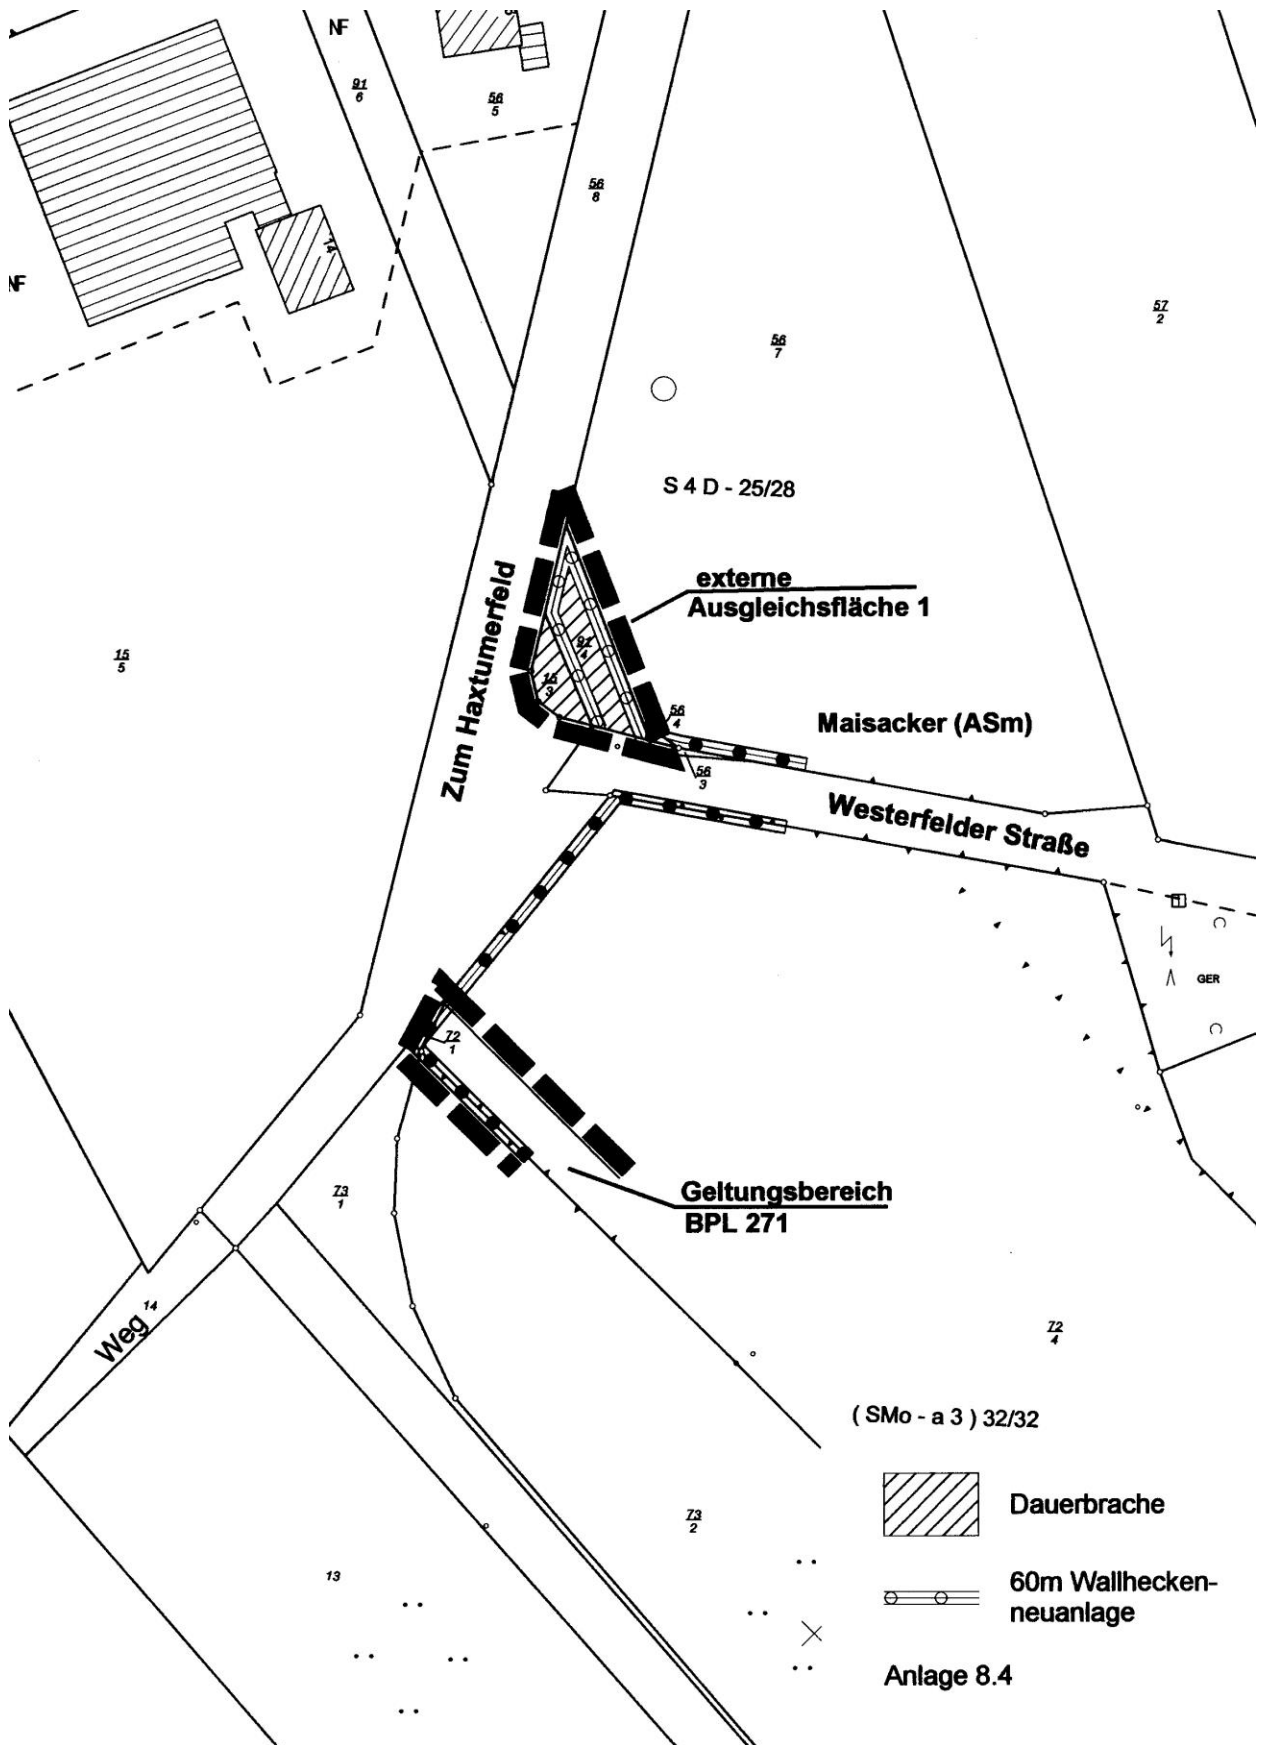 NF
91
6
56
5
56
8
14
NF
57
2
56
7
S 4 D - 25/28
externe
Ausgleichsfläche 1
Zum Haxtumerfeld
15
5
91
4
15
3
56
4
Maisacker (ASm)
56
3
Westerfelder Straße
GER
72
1
73
1
Geltungsbereich
BPL 271
Weg
14
72
4
( SMo - a 3 ) 32/32
73
2
Dauerbrache
13
60m Wallhecken-
neuanlage
Anlage 8.4